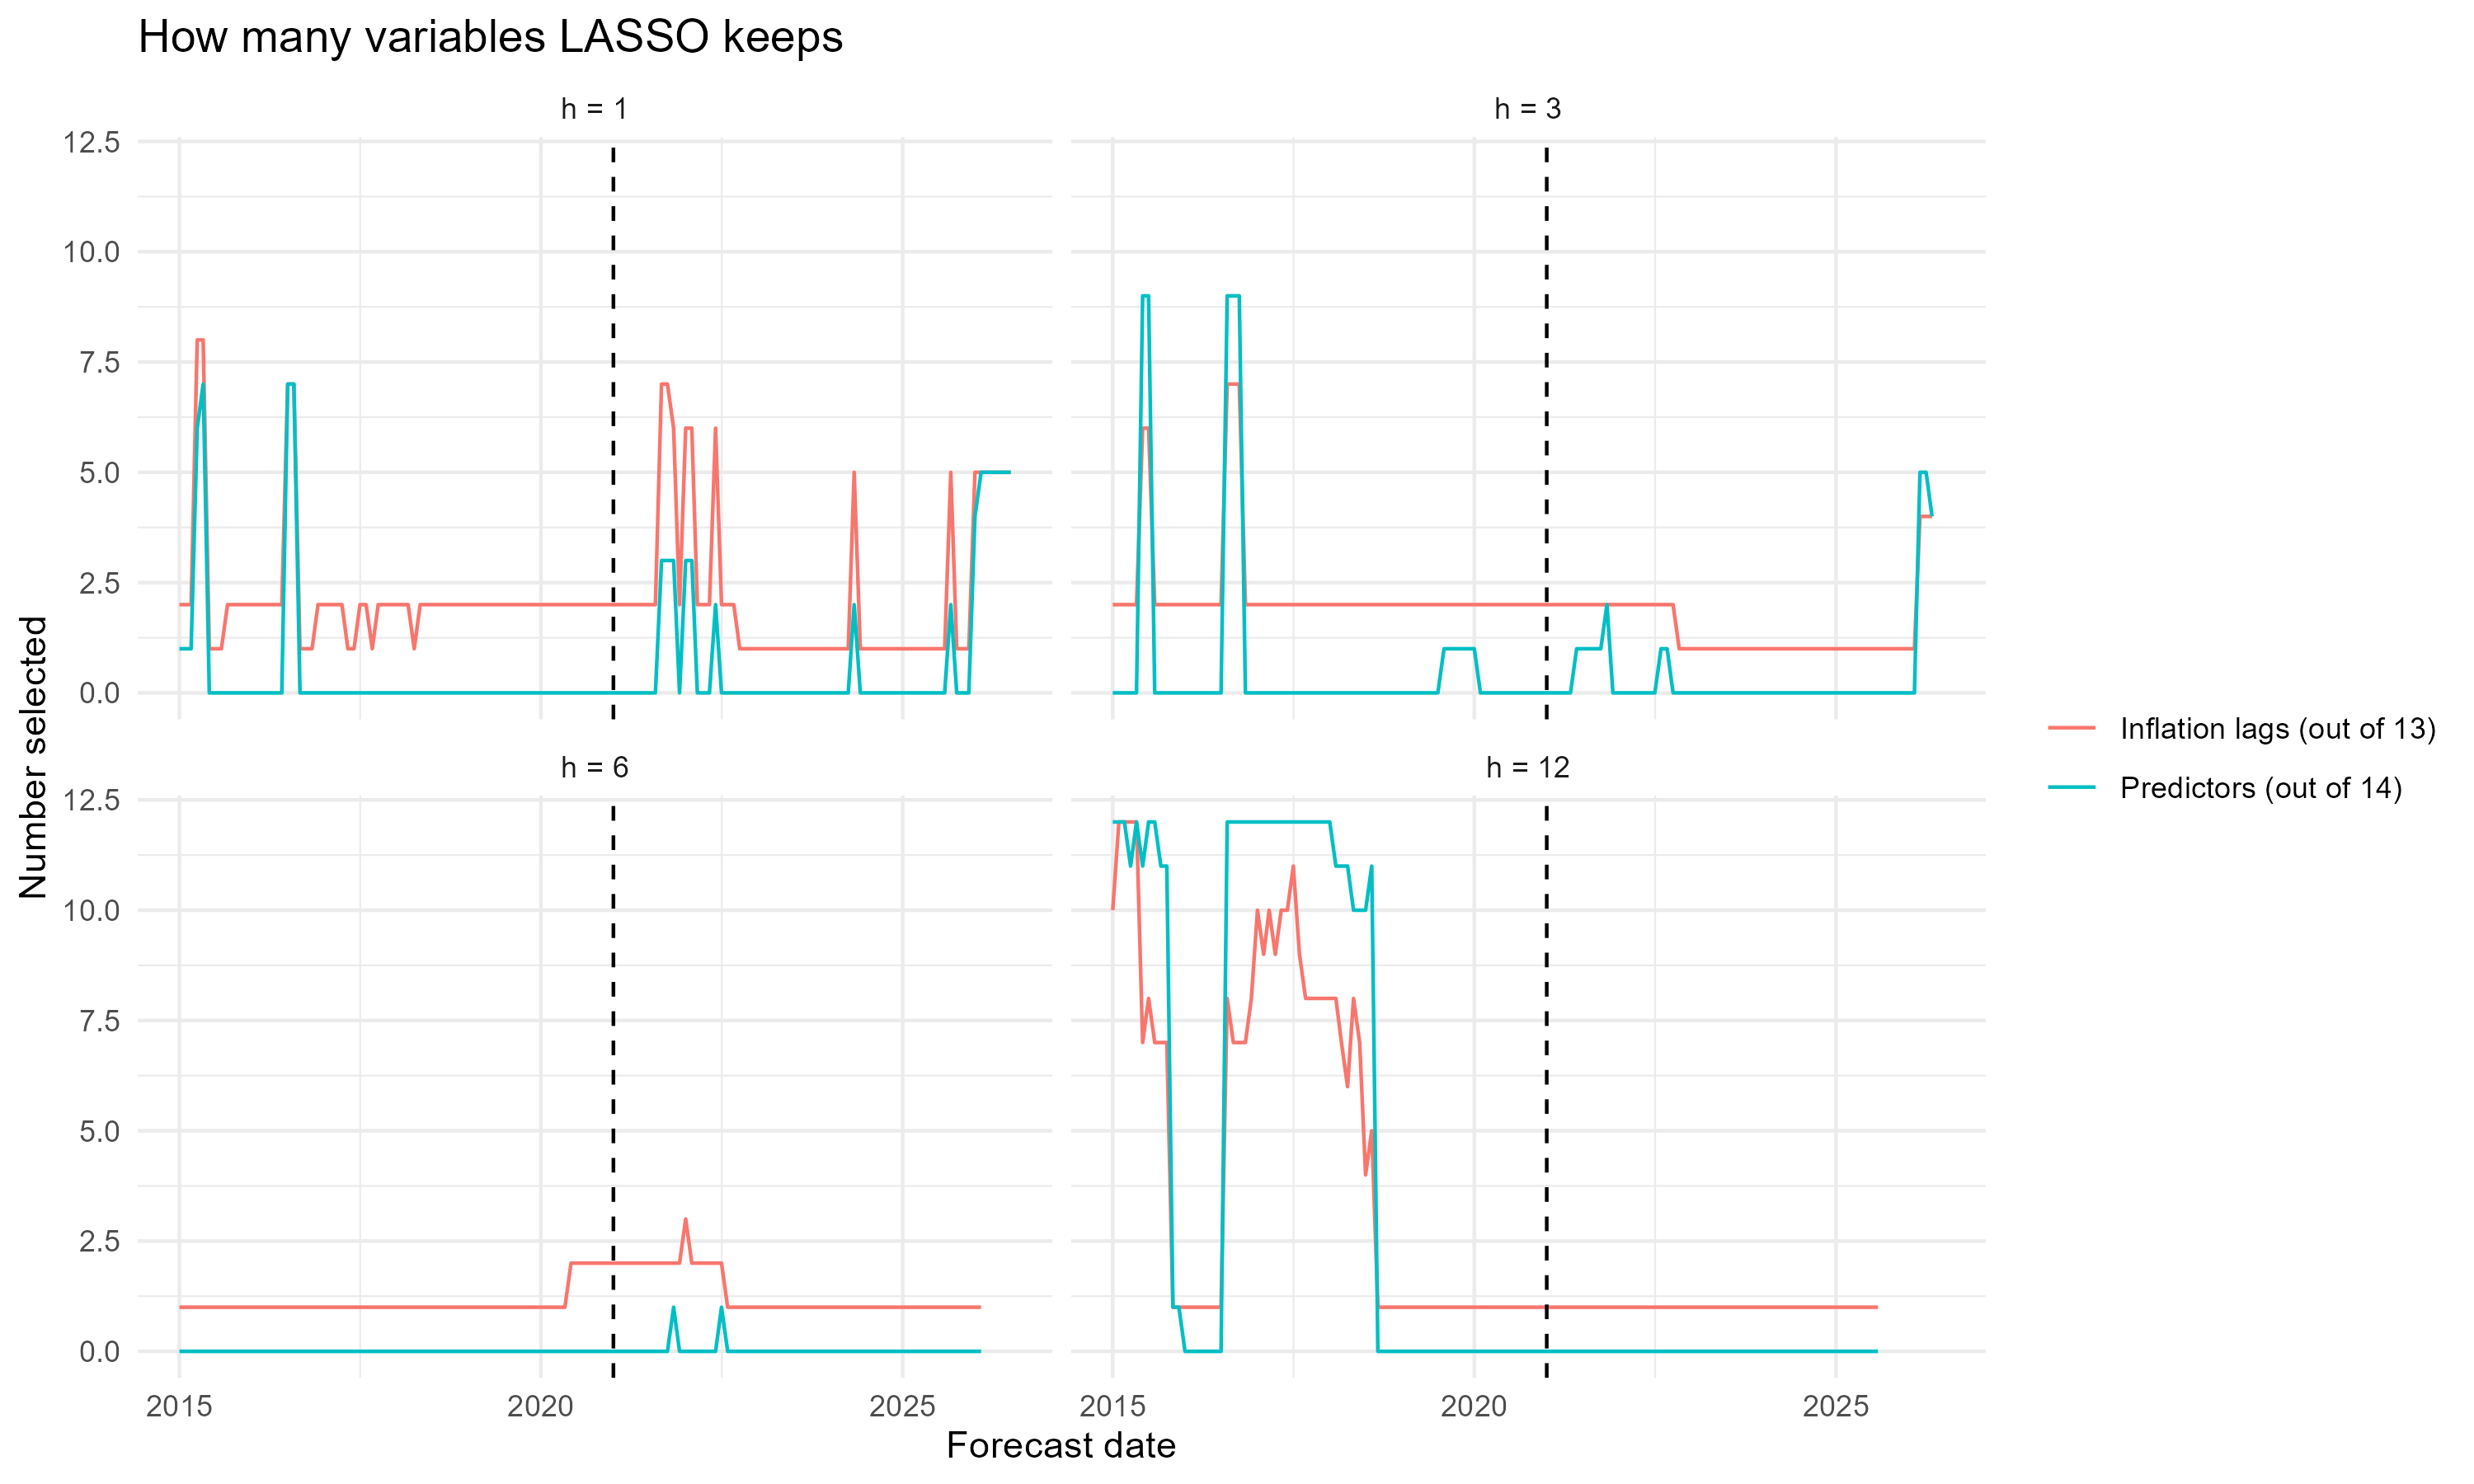 How many variables LASSO keeps
h = 1
h = 3
12.5
10.0
7.5
5.0
2.5
0.0
Number selected
h = 6
h = 12
12.5
10.0
7.5
5.0
2.5
0.0
2015
2020
2025
2015
2020
2025
Forecast date
Inflation lags (out of 13)
Predictors (out of 14)